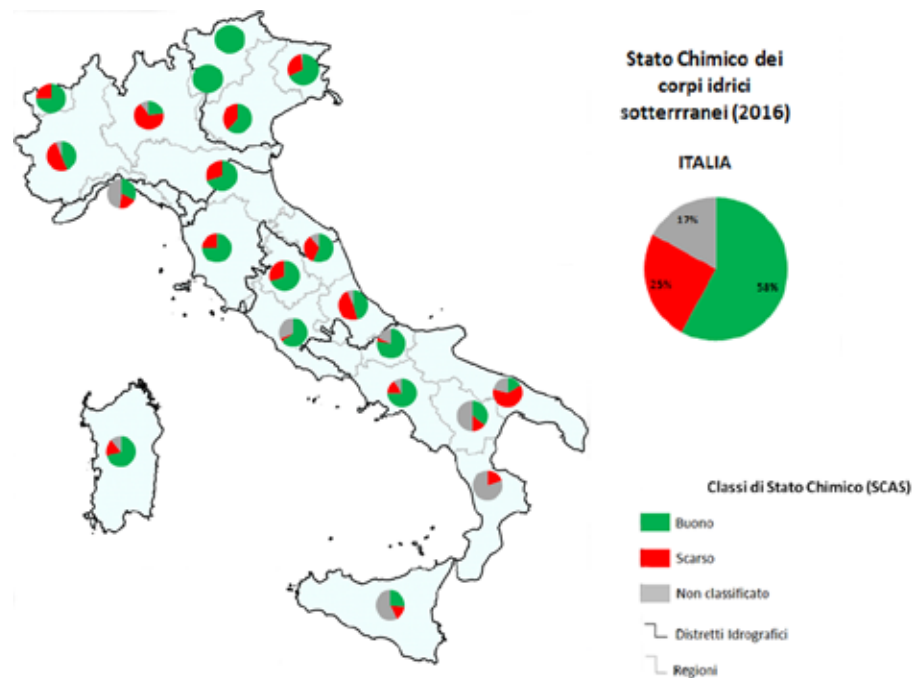 Stato Chimico dei
corpi idrici
sotterrranei (2016)
ITALIA
17%
25%
58%
Classi di Stato Chimico (SCAS)
Buono
Scarso
Non classificato
Distretti Idrografici
Regioni